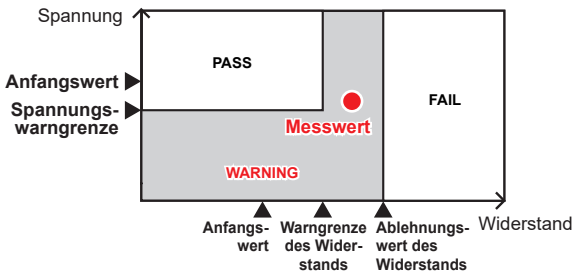 Spannung
PASS
Anfangswert
Spannungs-
warngrenze
FAIL
Messwert
WARNING
Widerstand
Anfangs-
wert
Warngrenze
des Wider-
stands
Ablehnungs-
wert des
Widerstands